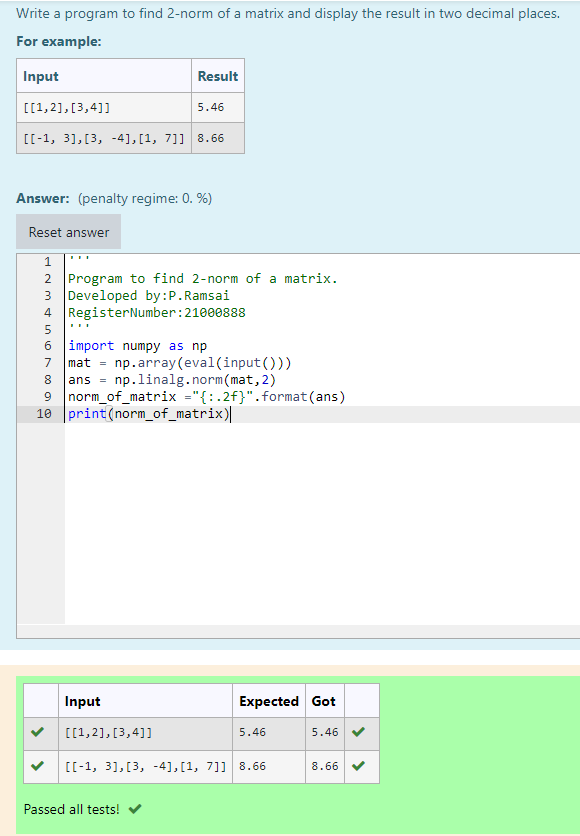 Write a program to find 2-norm of a matrix and display the result in two decimal places.
For example:
Input Result
[[1,2],[3,4]] 5.46
[[-1, 3],[3, -4],[1, 7]] 8.66
Answer: (penalty regime: 0. %)
Reset answer
1 '''
2 Program to find 2-norm of a matrix.
3 Developed by:P.Ramsai
4 RegisterNumber:21000888
5 '''
6 import numpy as np
7 mat = np.array(eval(input()))
8 ans = np.linalg.norm(mat,2)
9 norm_of_matrix ="{:.2f}".format(ans)
10 print(norm_of_matrix)
Input Expected Got
[[1,2],[3,4]] 5.46 5.46
[[-1, 3],[3, -4],[1, 7]] 8.66 8.66
Passed all tests!